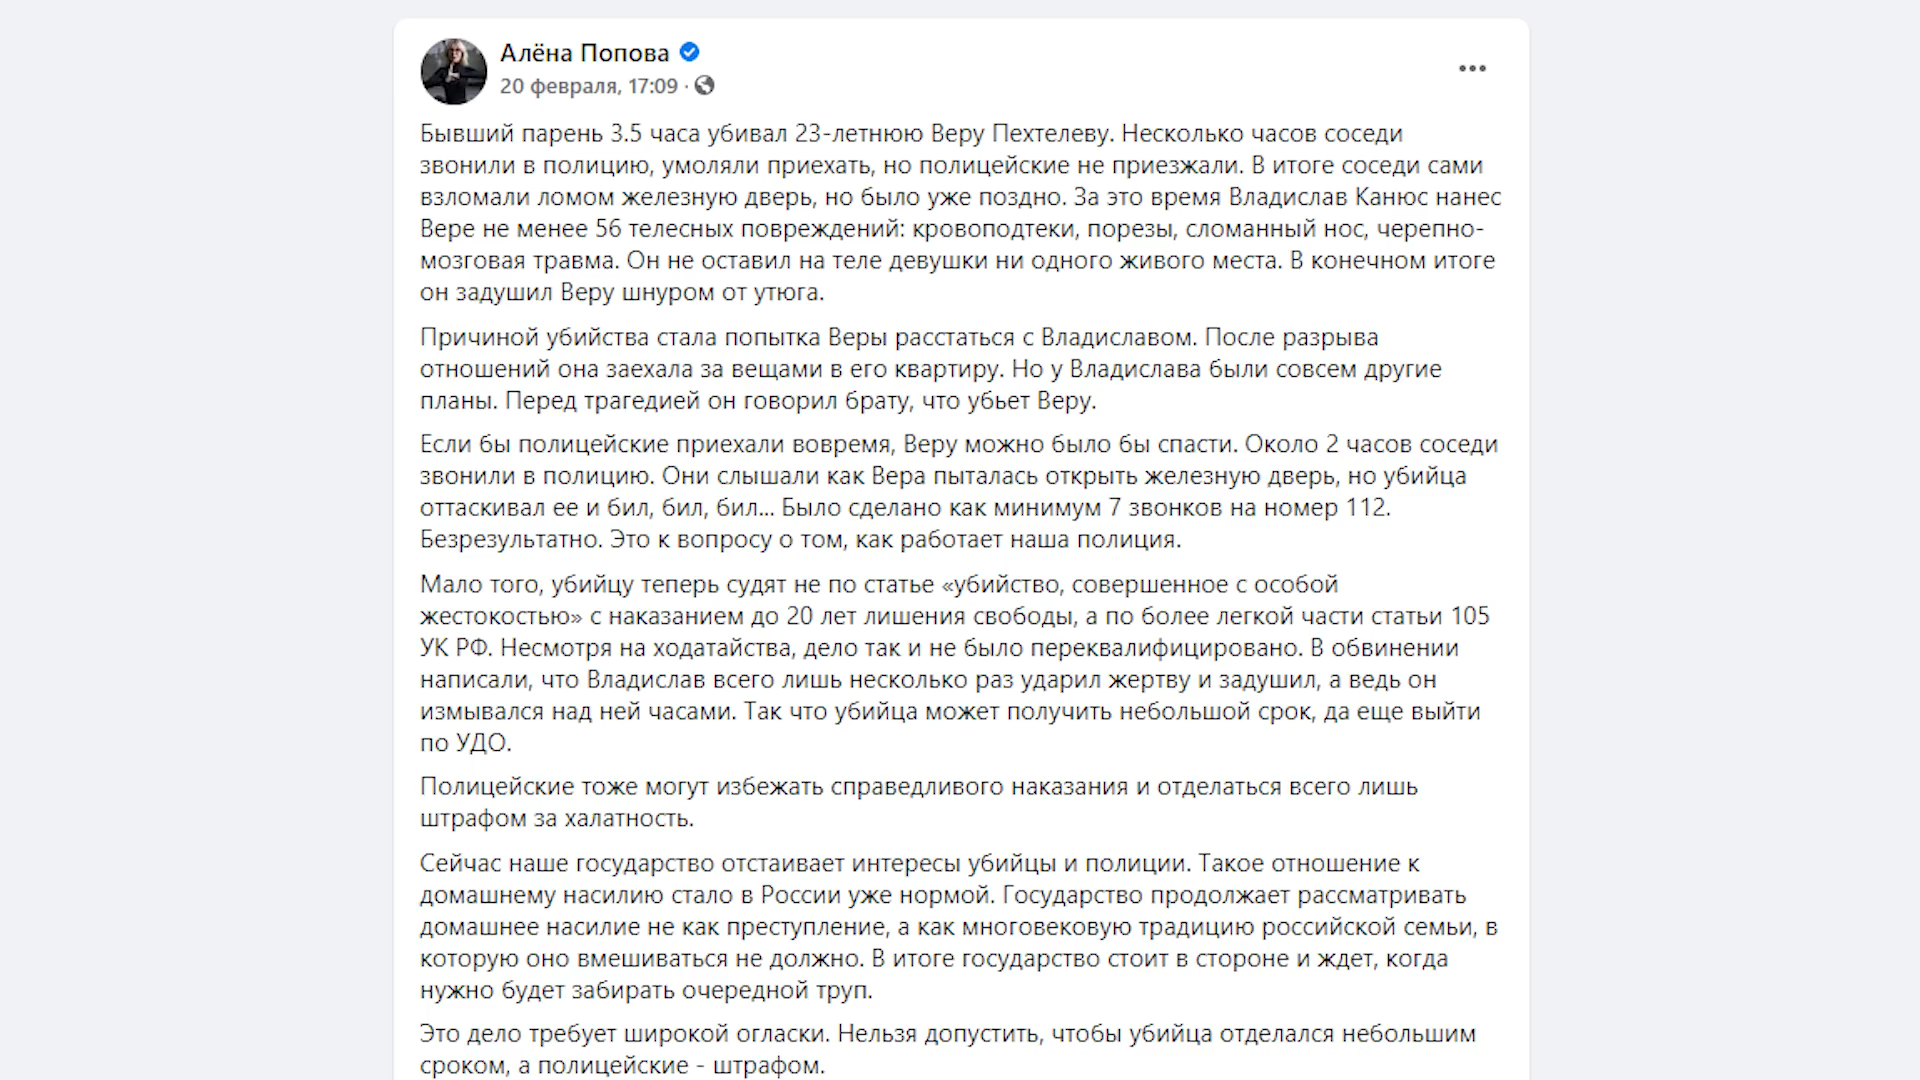 Алёна Попова
20 февраля, 17:09 ·
Бывший парень 3.5 часа убивал 23-летнюю Веру Пехтелеву. Несколько часов соседи
звонили в полицию, умоляли приехать, но полицейские не приезжали. В итоге соседи сами
взломали ломом железную дверь, но было уже поздно. За это время Владислав Канюс нанес
Вере не менее 56 телесных повреждений: кровоподтеки, порезы, сломанный нос, черепно-
мозговая травма. Он не оставил на теле девушки ни одного живого места. В конечном итоге
он задушил Веру шнуром от утюга.
Причиной убийства стала попытка Веры расстаться с Владиславом. После разрыва
отношений она заехала за вещами в его квартиру. Но у Владислава были совсем другие
планы. Перед трагедией он говорил брату, что убьет Веру.
Если бы полицейские приехали вовремя, Веру можно было бы спасти. Около 2 часов соседи
звонили в полицию. Они слышали как Вера пыталась открыть железную дверь, но убийца
оттаскивал ее и бил, бил, бил... Было сделано как минимум 7 звонков на номер 112.
Безрезультатно. Это к вопросу о том, как работает наша полиция.
Мало того, убийцу теперь судят не по статье «убийство, совершенное с особой
жестокостью» с наказанием до 20 лет лишения свободы, а по более легкой части статьи 105
УК РФ. Несмотря на ходатайства, дело так и не было переквалифицировано. В обвинении
написали, что Владислав всего лишь несколько раз ударил жертву и задушил, а ведь он
измывался над ней часами. Так что убийца может получить небольшой срок, да еще выйти
по УДО.
Полицейские тоже могут избежать справедливого наказания и отделаться всего лишь
штрафом за халатность.
Сейчас наше государство отстаивает интересы убийцы и полиции. Такое отношение к
домашнему насилию стало в России уже нормой. Государство продолжает рассматривать
домашнее насилие не как преступление, а как многовековую традицию российской семьи, в
которую оно вмешиваться не должно. В итоге государство стоит в стороне и ждет, когда
нужно будет забирать очередной труп.
Это дело требует широкой огласки. Нельзя допустить, чтобы убийца отделался небольшим
сроком, а полицейские - штрафом.